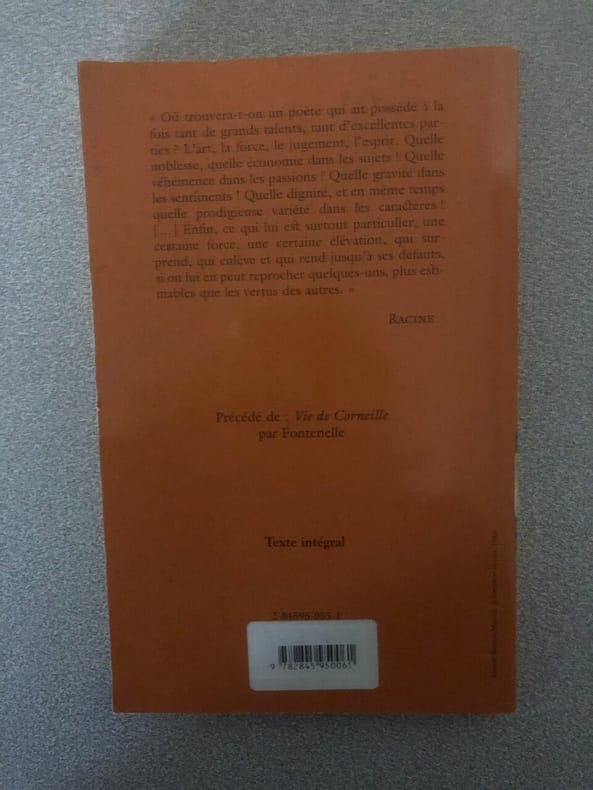 « Où trouvera-t-on un poète qui ait possédé à la
fois tant de grands talents, tant d'excellentes par-
ties ? L'art, la force, le jugement, l'esprit. Quelle
noblesse, quelle économie dans les sujets ! Quelle
véhémence dans les passions ! Quelle gravité dans
les sentiments ! Quelle dignité, et en même temps
quelle prodigieuse variété dans les caractères !
[…] Enfin, ce qui lui est surtout particulier, une
certaine force, une certaine élévation, qui sur-
prend, qui enlève et qui rend jusqu'à ses défauts,
si on lui en peut reprocher quelques-uns, plus esti-
mables que les vertus des autres. »
RACINE
Précédé de : Vie de Corneille
par Fontenelle
Texte intégral
9 782845 950061